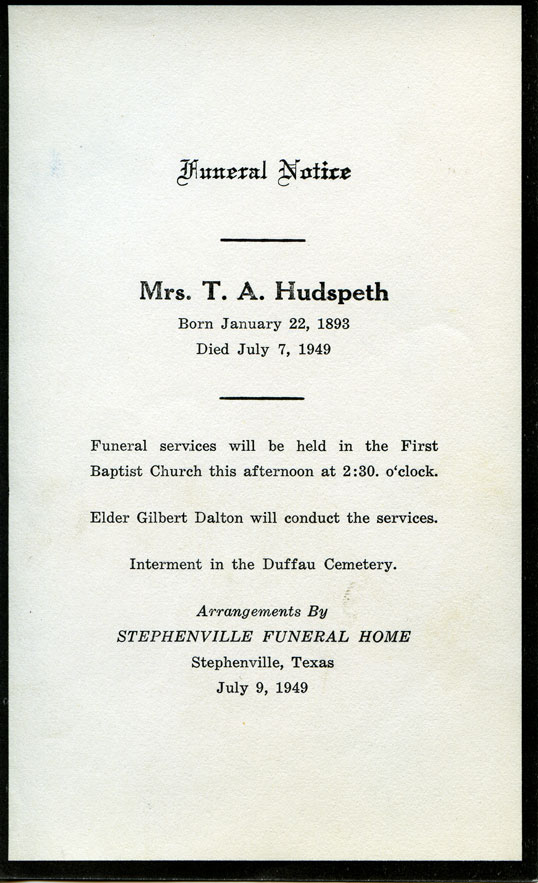 Funeral Notice
Mrs. T. A. Hudspeth
Born January 22, 1893
Died July 7, 1949
Funeral services will be held in the First
Baptist Church this afternoon at 2:30. o‘clock.
Elder Gilbert Dalton will conduct the services.
Interment in the Duffau Cemetery.
Arrangements By
STEPHENVILLE FUNERAL HOME
Stephenville, Texas
July 9, 1949